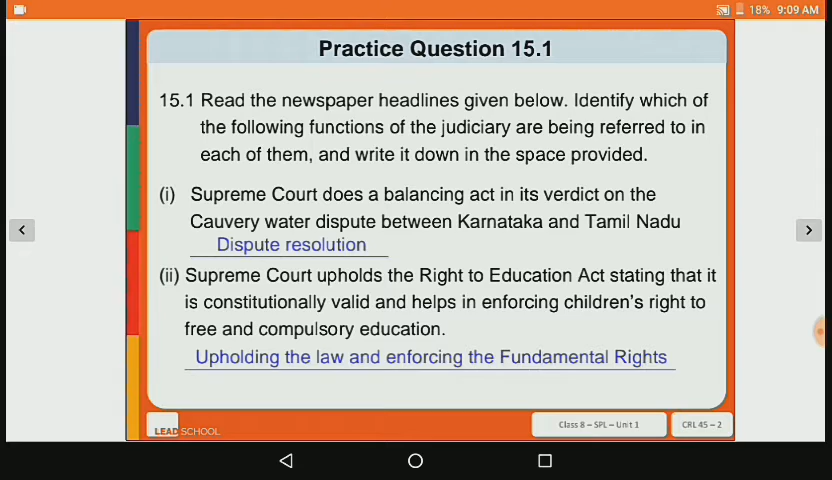 18% 9:09 AM
Practice Question 15.1
15.1 Read the newspaper headlines given below. Identify which of
the following functions of the judiciary are being referred to in
each of them, and write it down in the space provided.
(i) Supreme Court does a balancing act in its verdict on the
Cauvery water dispute between Karnataka and Tamil Nadu
Dispute resolution
(ii) Supreme Court upholds the Right to Education Act stating that it
is constitutionally valid and helps in enforcing children's right to
free and compulsory education.
Upholding the law and enforcing the Fundamental Rights
LEAD SCHOOL
Class 8 – SPL – Unit 1
CRL 45 – 2